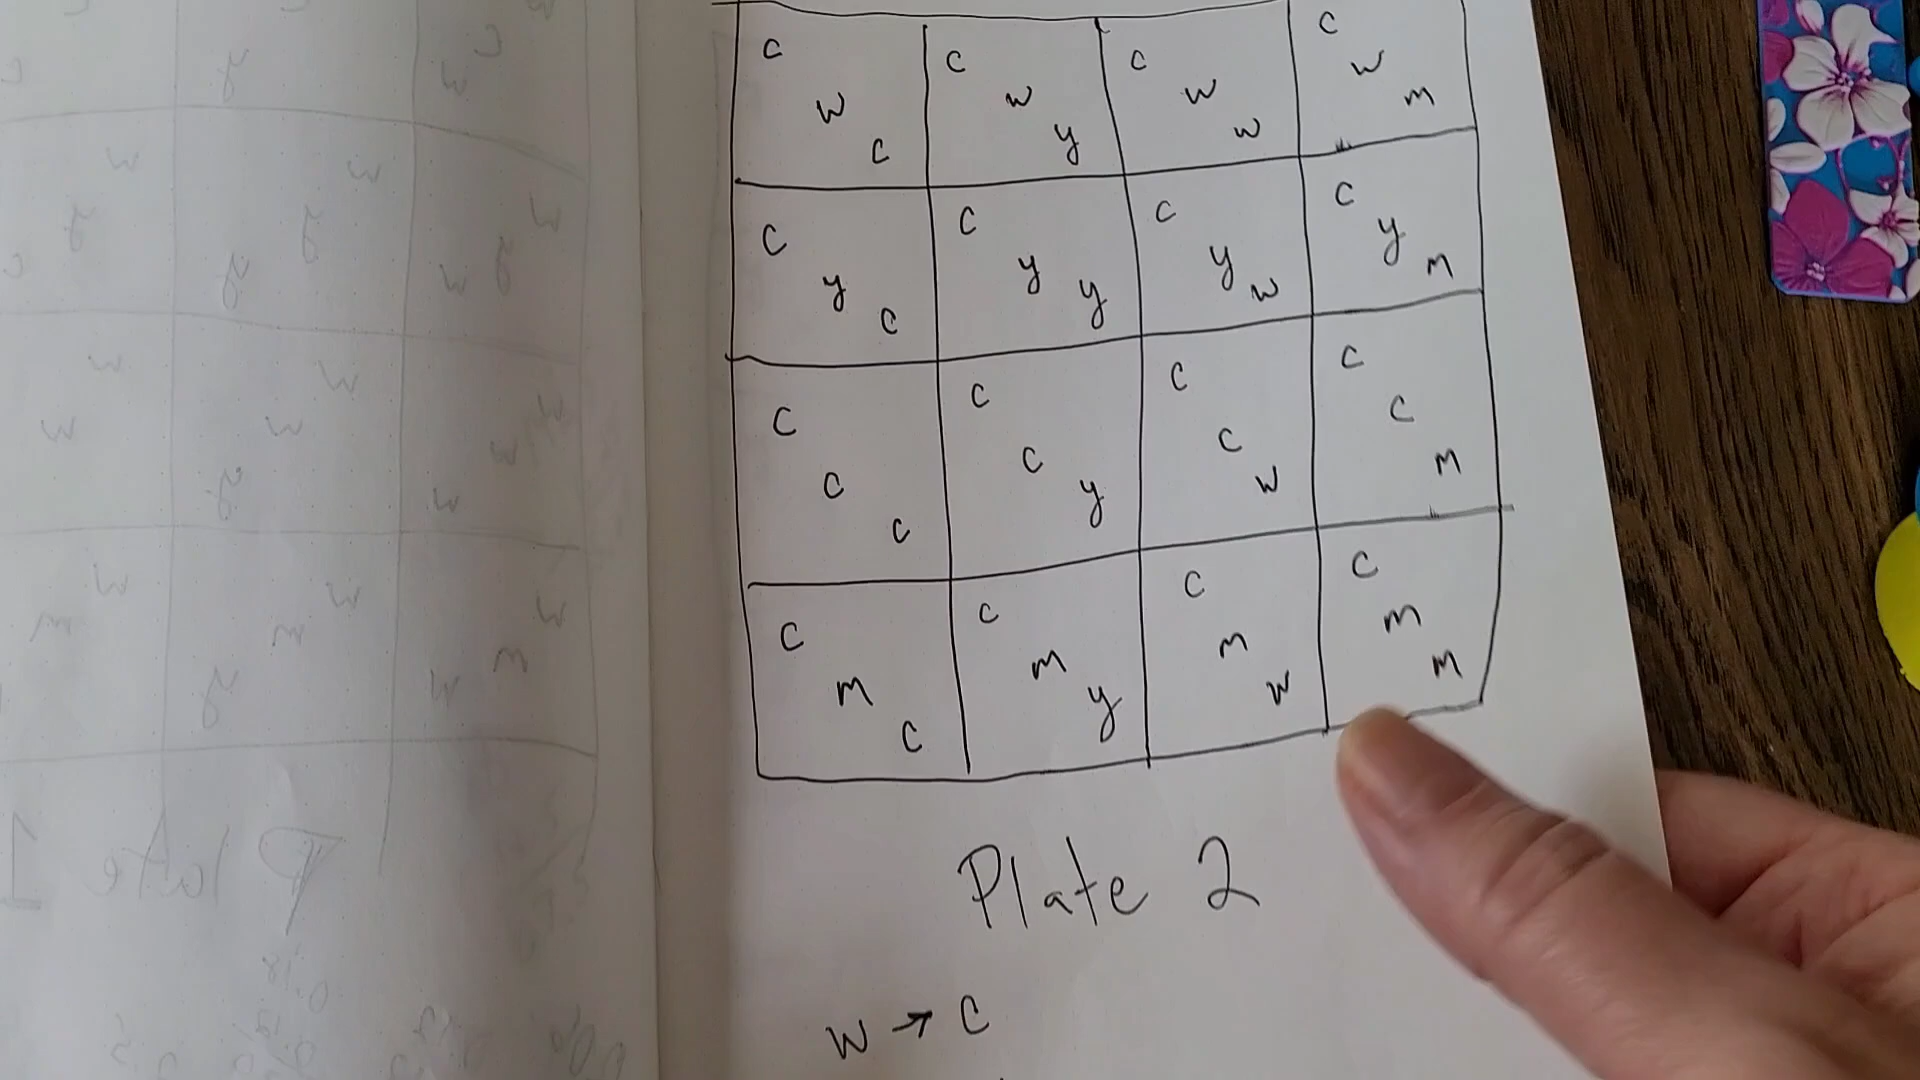 c w c c w y c w w c w m
c y c c y y c y w c y m
c c c c c y c c w c c m
c m c c m y c m w c m m
Plate 2
w → c